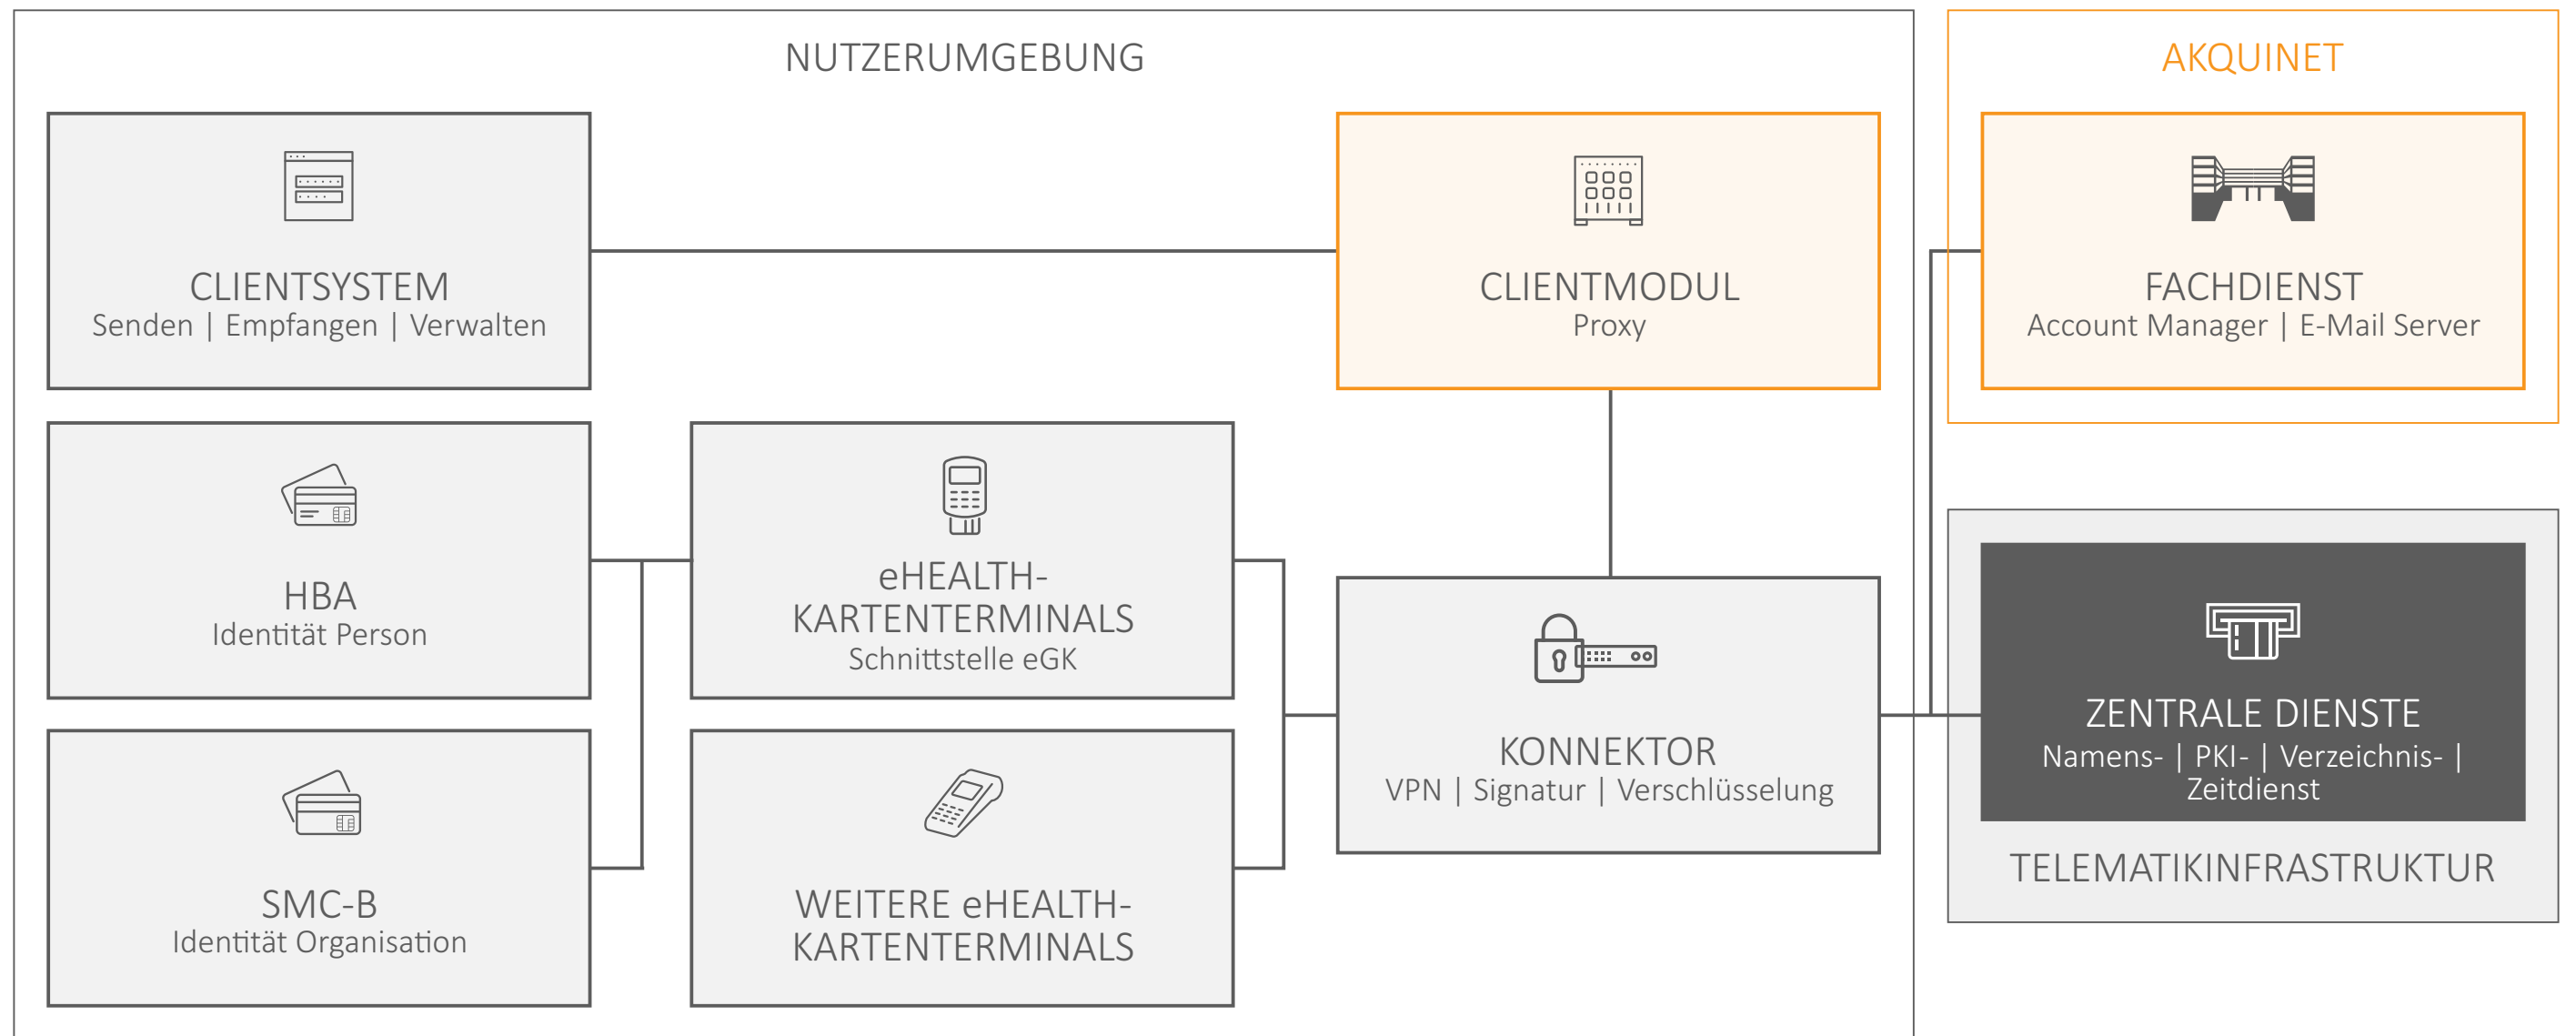 NUTZERUMGEBUNG
AKQUINET
CLIENTSYSTEM
Senden | Empfangen | Verwalten
CLIENTMODUL
Proxy
FACHDIENST
Account Manager | E-Mail Server
HBA
Identität Person
eHEALTH-
KARTENTERMINALS
Schnittstelle eGK
KONNEKTOR
VPN | Signatur | Verschlüsselung
ZENTRALE DIENSTE
Namens- | PKI- | Verzeichnis- |
Zeitdienst
TELEMATIKINFRASTRUKTUR
SMC-B
Identität Organisation
WEITERE eHEALTH-
KARTENTERMINALS